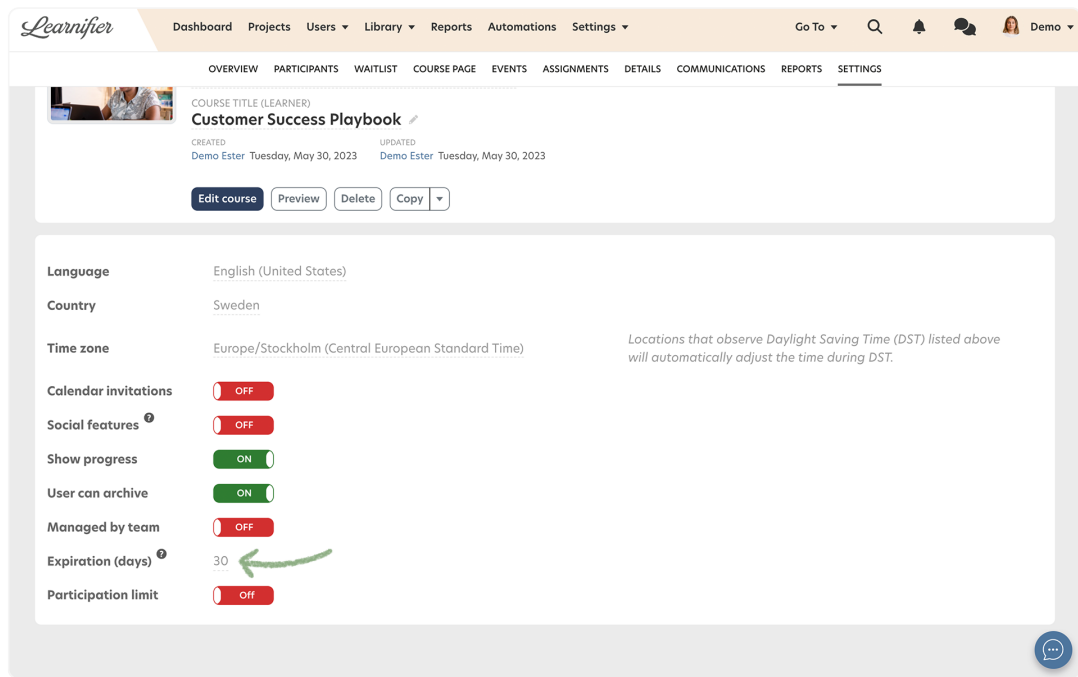 Learnifier
Dashboard Projects Users Library Reports Automations Settings Go To Demo
OVERVIEW PARTICIPANTS WAITLIST COURSE PAGE EVENTS ASSIGNMENTS DETAILS COMMUNICATIONS REPORTS SETTINGS
COURSE TITLE (LEARNER)
Customer Success Playbook
CREATED UPDATED
Demo Ester Tuesday, May 30, 2023 Demo Ester Tuesday, May 30, 2023
Edit course Preview Delete Copy
Language English (United States)
Country Sweden
Time zone Europe/Stockholm (Central European Standard Time)
Locations that observe Daylight Saving Time (DST) listed above
will automatically adjust the time during DST.
Calendar invitations OFF
Social features ? OFF
Show progress ON
User can archive ON
Managed by team OFF
Expiration (days) ? 30
Participation limit Off